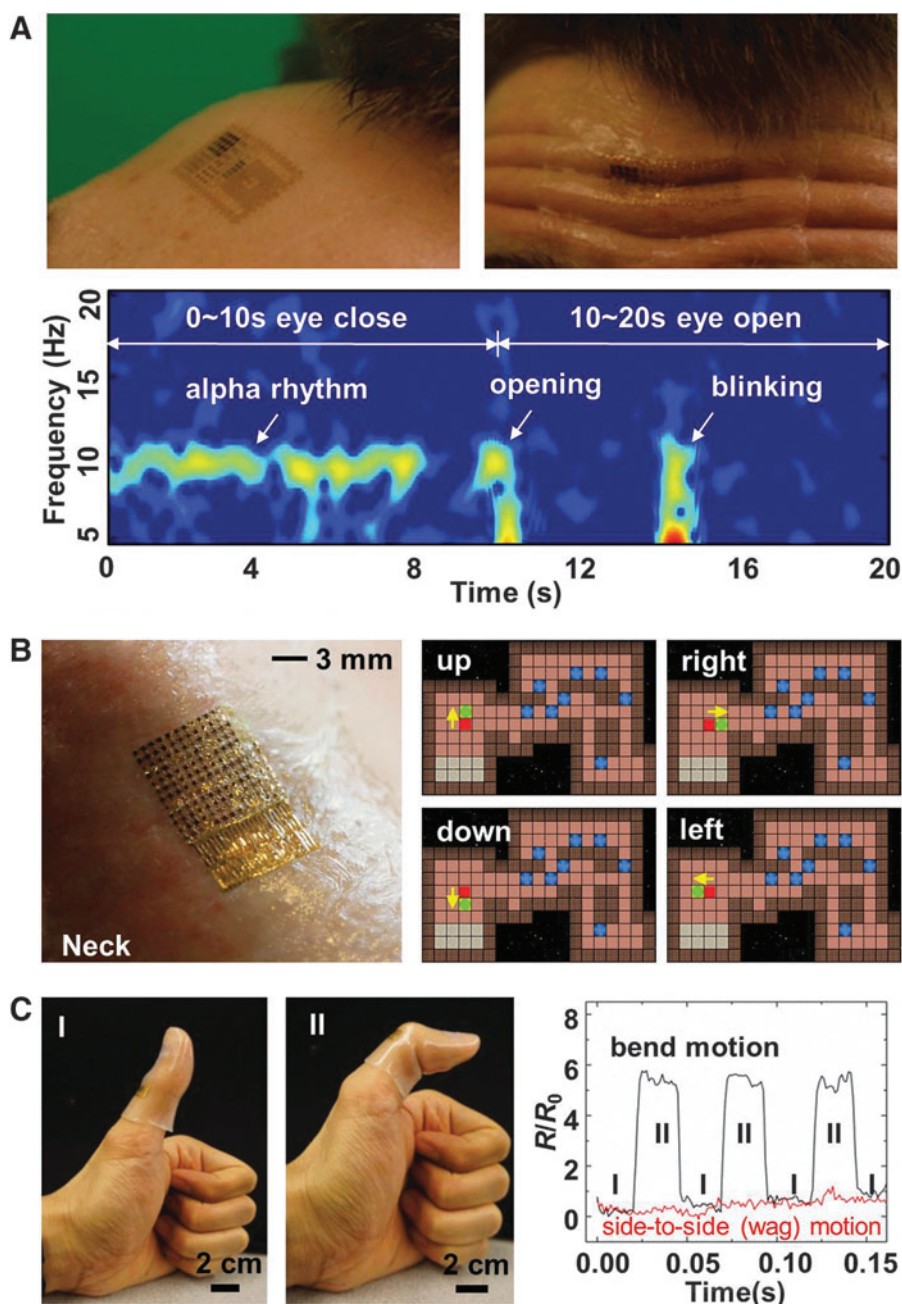 A
20
15
10
5
Frequency (Hz)
0~10s eye close
10~20s eye open
alpha rhythm
opening
blinking
0
4
8
12
16
20
Time (s)
B
3 mm
Neck
up
right
down
left
C
I
2 cm
II
2 cm
8
6
4
2
0
R/R0
bend motion
II
II
II
I
I
I
I
side-to-side (wag) motion
0.00
0.05
0.10
0.15
Time(s)